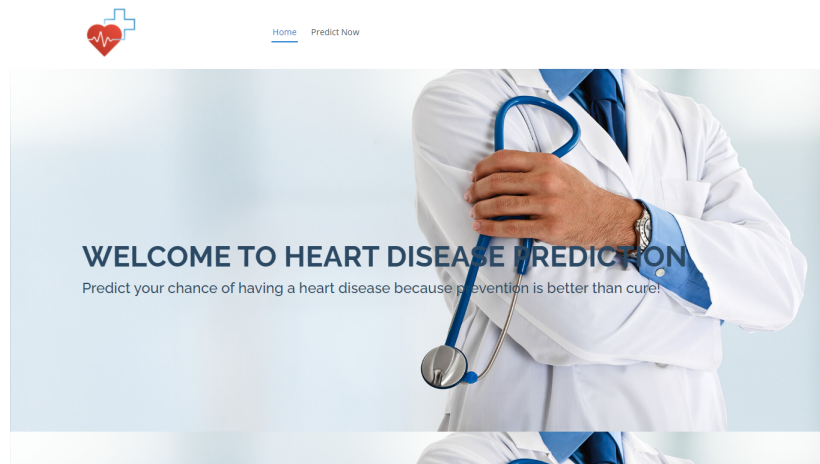 Home Predict Now
WELCOME TO HEART DISEASE PREDICTION
Predict your chance of having a heart disease because prevention is better than cure!